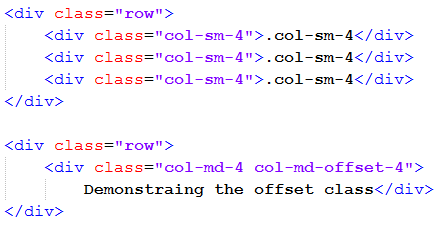 <div class="row">
    <div class="col-sm-4">.col-sm-4</div>
    <div class="col-sm-4">.col-sm-4</div>
    <div class="col-sm-4">.col-sm-4</div>
</div>

<div class="row">
    <div class="col-md-4 col-md-offset-4">
        Demonstraing the offset class</div>
</div>